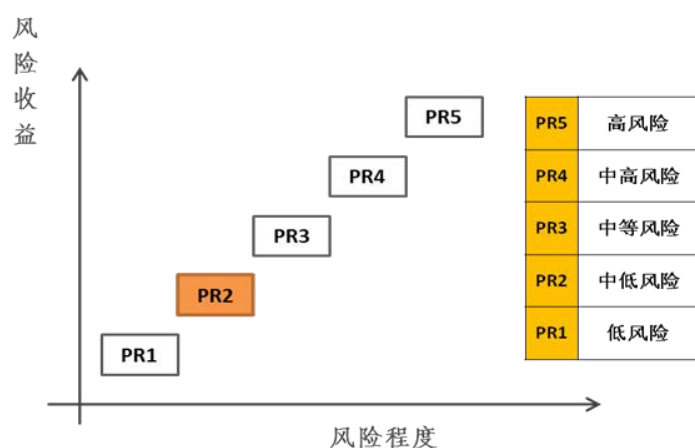 风险收益
PR5
PR4
PR3
PR2
PR1
风险程度
PR5 高风险
PR4 中高风险
PR3 中等风险
PR2 中低风险
PR1 低风险